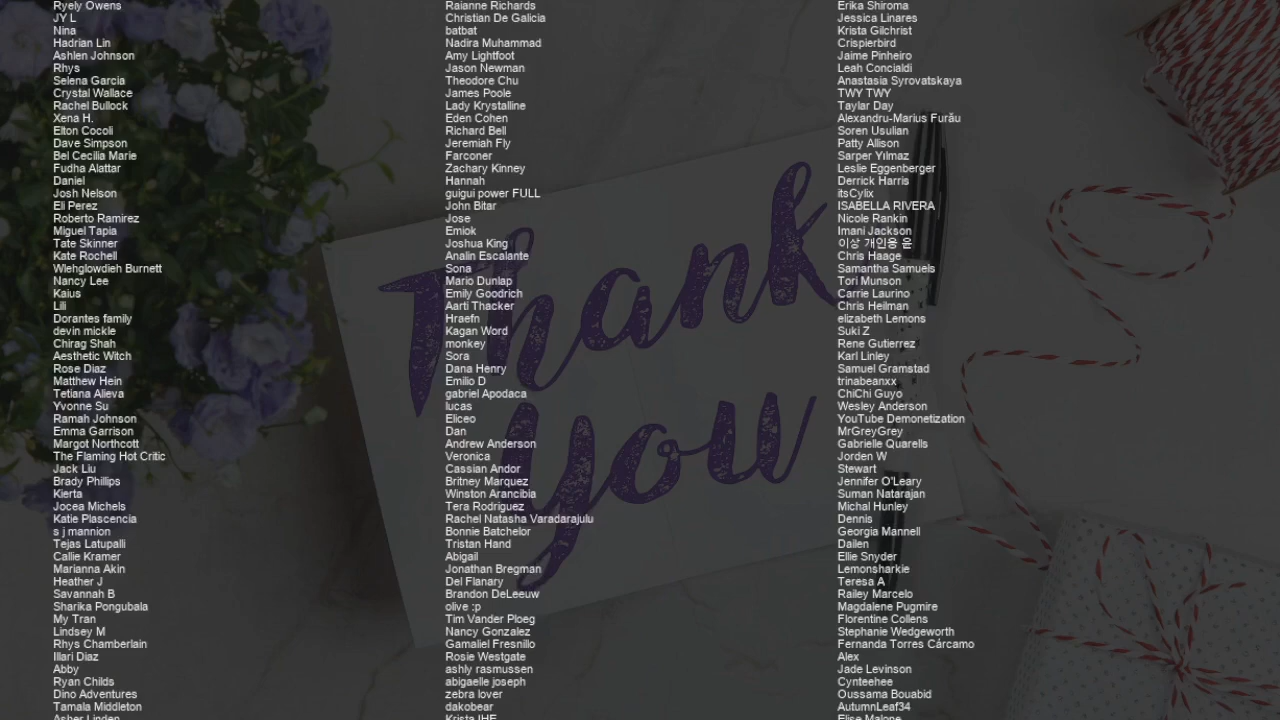 Ryely Owens
JY L
Nina
Hadrian Lin
Ashlen Johnson
Rhys
Selena Garcia
Crystal Wallace
Rachel Bullock
Xena H.
Elton Cocoli
Dave Simpson
Bel Cecilia Marie
Fudha Alattar
Daniel
Josh Nelson
Eli Perez
Roberto Ramirez
Miguel Tapia
Tate Skinner
Kate Rochell
Wlehglowdieh Burnett
Nancy Lee
Kaius
Lili
Dorantes family
devin mickle
Chirag Shah
Aesthetic Witch
Rose Diaz
Matthew Hein
Tetiana Alieva
Yvonne Su
Ramah Johnson
Emma Garrison
Margot Northcott
The Flaming Hot Critic
Jack Liu
Brady Phillips
Kierta
Jocea Michels
Katie Plascencia
s j mannion
Tejas Latupalli
Callie Kramer
Marianna Akin
Heather J
Savannah B
Sharika Pongubala
My Tran
Lindsey M
Rhys Chamberlain
Illari Diaz
Abby
Ryan Childs
Dino Adventures
Tamala Middleton
Asher Linden
Raianne Richards
Christian De Galicia
batbat
Nadira Muhammad
Amy Lightfoot
Jason Newman
Theodore Chu
James Poole
Lady Krystalline
Eden Cohen
Richard Bell
Jeremiah Fly
Farconer
Zachary Kinney
Hannah
guigui power FULL
John Bitar
Jose
Emiok
Joshua King
Analin Escalante
Sona
Mario Dunlap
Emily Goodrich
Aarti Thacker
Hraefn
Kagan Word
monkey
Sora
Dana Henry
Emilio D
gabriel Apodaca
lucas
Eliceo
Dan
Andrew Anderson
Veronica
Cassian Andor
Britney Marquez
Winston Arancibia
Tera Rodriguez
Rachel Natasha Varadarajulu
Bonnie Batchelor
Tristan Hand
Abigail
Jonathan Bregman
Del Flanary
Brandon DeLeeuw
olive :p
Tim Vander Ploeg
Nancy Gonzalez
Gamaliel Fresnillo
Rosie Westgate
ashly rasmussen
abigaelle joseph
zebra lover
dakobear
Krista IHE
Erika Shiroma
Jessica Linares
Krista Gilchrist
Crispierbird
Jaime Pinheiro
Leah Concialdi
Anastasia Syrovatskaya
TWY TWY
Taylar Day
Alexandru-Marius Furău
Soren Usulian
Patty Allison
Sarper Yılmaz
Leslie Eggenberger
Derrick Harris
itsCylix
ISABELLA RIVERA
Nicole Rankin
Imani Jackson
이상 개인용 윤
Chris Haage
Samantha Samuels
Tori Munson
Carrie Laurino
Chris Heilman
elizabeth Lemons
Suki Z
Rene Gutierrez
Karl Linley
Samuel Gramstad
trinabeanxx
ChiChi Guyo
Wesley Anderson
YouTube Demonetization
MrGreyGrey
Gabrielle Quarells
Jorden W
Stewart
Jennifer O'Leary
Suman Natarajan
Michal Hunley
Dennis
Georgia Mannell
Dailen
Ellie Snyder
Lemonsharkie
Teresa A
Railey Marcelo
Magdalene Pugmire
Florentine Collens
Stephanie Wedgeworth
Fernanda Torres Cárcamo
Alex
Jade Levinson
Cynteehee
Oussama Bouabid
AutumnLeaf34
Elise Malone
Thank
you